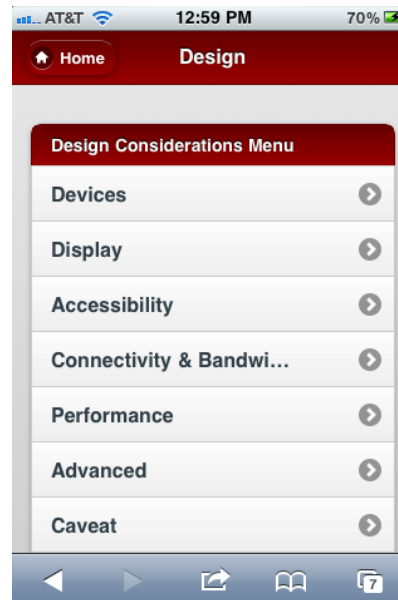 AT&T 12:59 PM 70%
Home Design
Design Considerations Menu
Devices
Display
Accessibility
Connectivity & Bandwi...
Performance
Advanced
Caveat
7